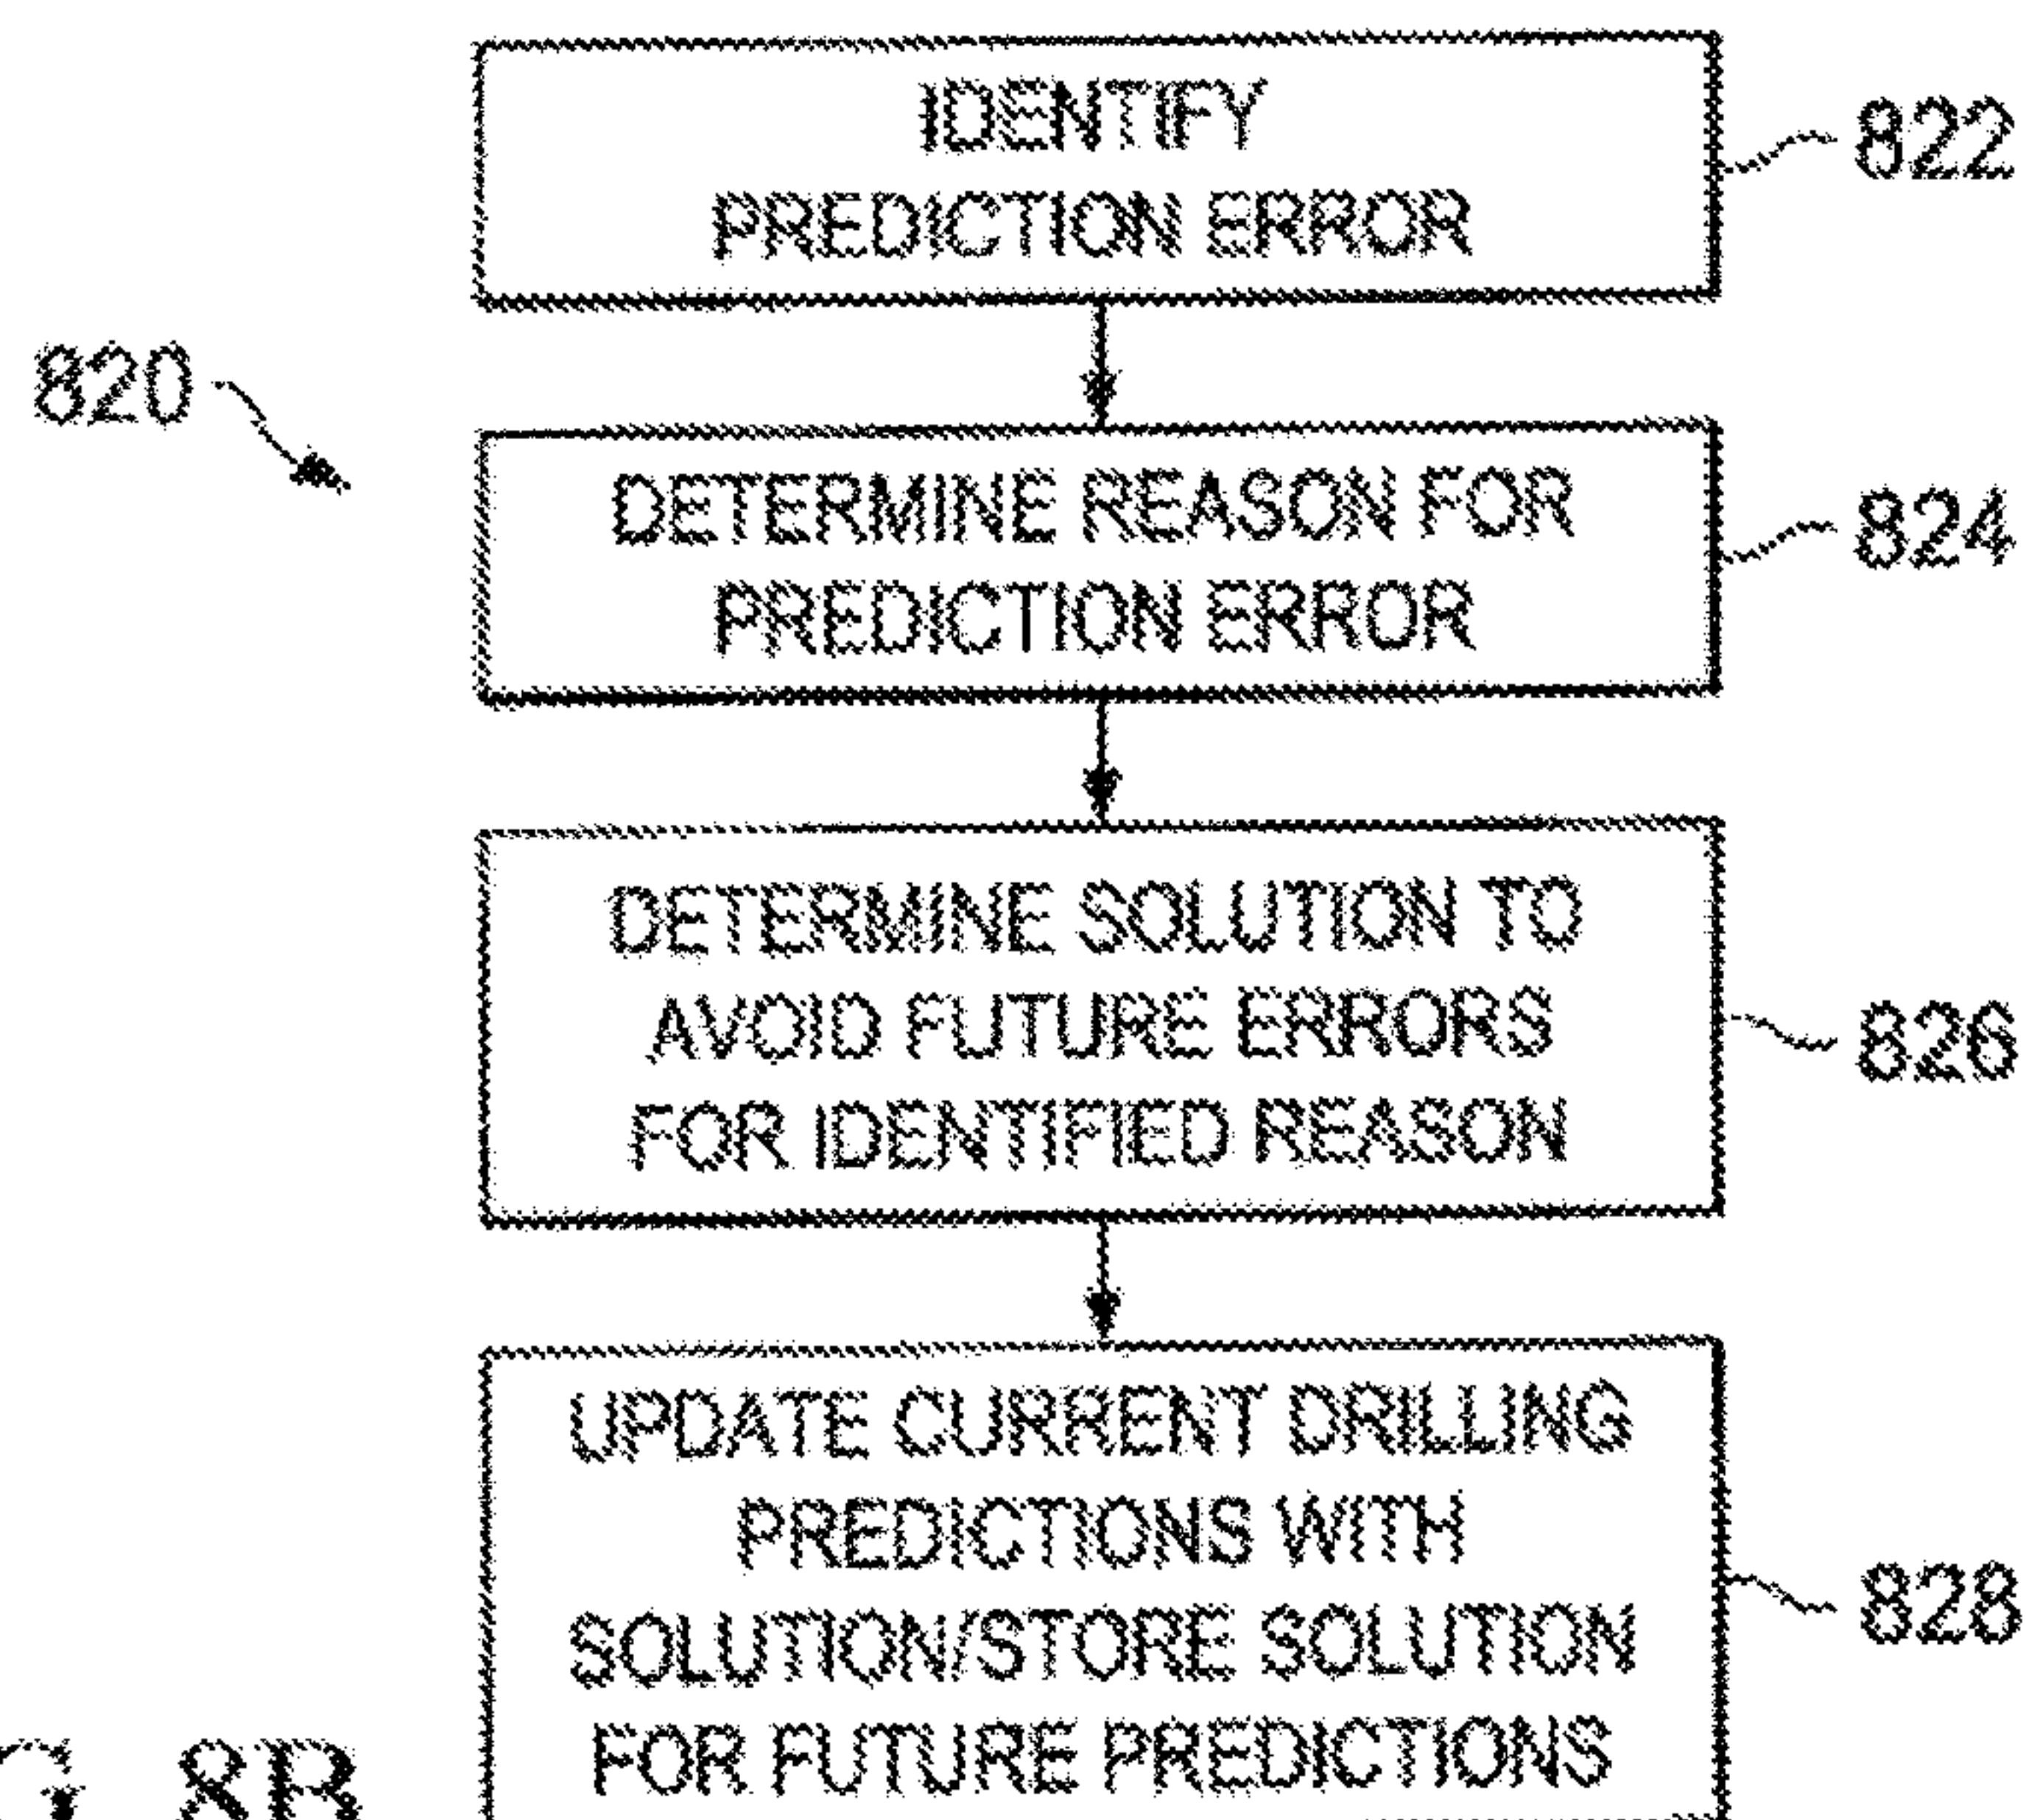 IDENTIFY
PREDICTION ERROR
822
820
DETERMINE REASON FOR
PREDICTION ERROR
824
DETERMINE SOLUTION TO
AVOID FUTURE ERRORS
FOR IDENTIFIED REASON
826
UPDATE CURRENT DRILLING
PREDICTIONS WITH
SOLUTION/STORE SOLUTION
FOR FUTURE PREDICTIONS
828
8B